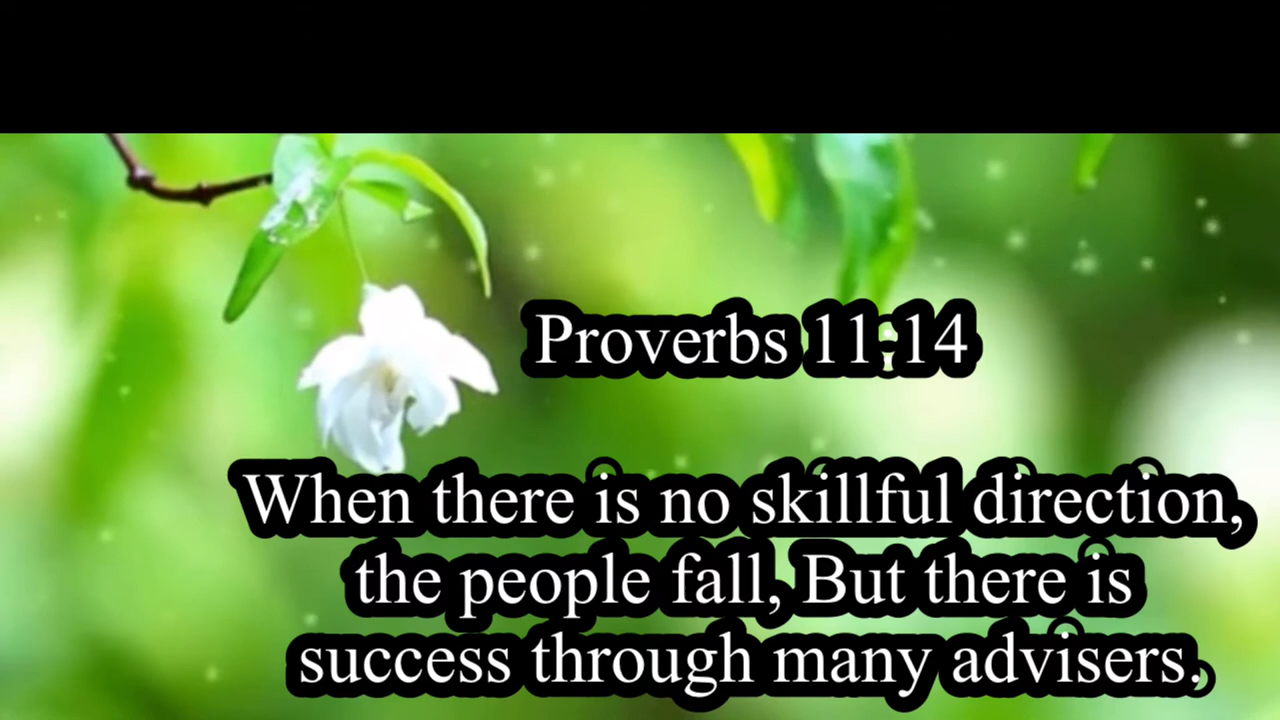 Proverbs 11:14
When there is no skillful direction,
the people fall, But there is
success through many advisers.